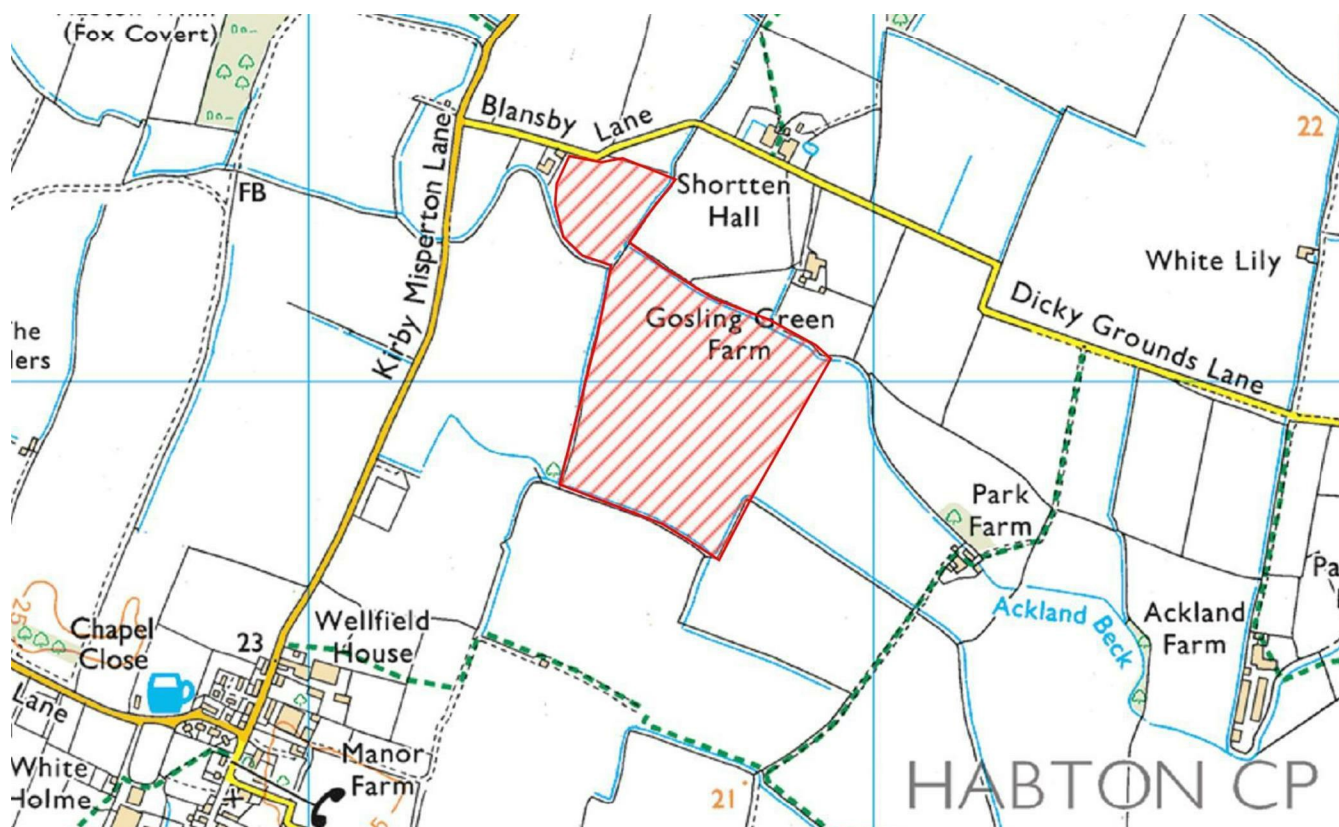 (Fox Covert)
Blansby Lane
22
Kirby Misperton Lane
Shortten
Hall
FB
White Lily
Gosling Green
Farm
Dicky Grounds Lane
Park
Farm
25
Chapel
Close
23
Wellfield
House
Ackland Beck
Ackland
Farm
Lane
Manor
Farm
White
Holme
21
HABTON CP